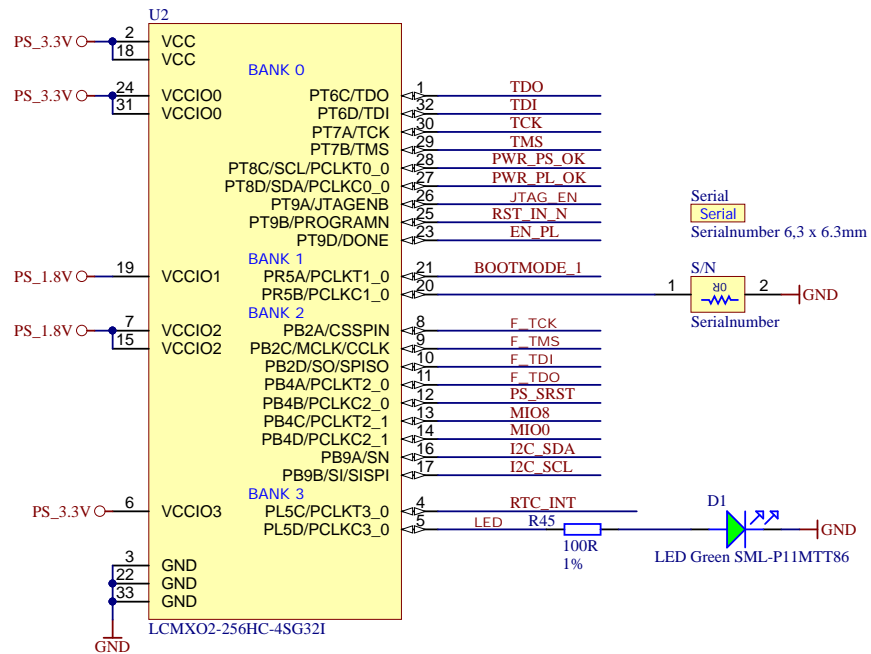 U2
PS_3.3V 2 VCC
18 VCC
BANK 0
PS_3.3V 24 VCCIO0 PT6C/TDO 1 TDO
31 VCCIO0 PT6D/TDI 32 TDI
PT7A/TCK 30 TCK
PT7B/TMS 29 TMS
PT8C/SCL/PCLKT0_0 28 PWR_PS_OK
PT8D/SDA/PCLKC0_0 27 PWR_PL_OK
PT9A/JTAGENB 26 JTAG_EN
PT9B/PROGRAMN 25 RST_IN_N
PT9D/DONE 23 EN_PL
Serial
Serial
Serialnumber 6,3 x 6.3mm
BANK 1
PS_1.8V 19 VCCIO1 PR5A/PCLKT1_0 21 BOOTMODE_1
PR5B/PCLKC1_0 20
S/N
1 0R 2 GND
Serialnumber
BANK 2
PS_1.8V 7 VCCIO2 PB2A/CSSPIN 8 F_TCK
15 VCCIO2 PB2C/MCLK/CCLK 9 F_TMS
PB2D/SO/SPISO 10 F_TDI
PB4A/PCLKT2_0 11 F_TDO
PB4B/PCLKC2_0 12 PS_SRST
PB4C/PCLKT2_1 13 MIO8
PB4D/PCLKC2_1 14 MIO0
PB9A/SN 16 I2C_SDA
PB9B/SI/SISPI 17 I2C_SCL
BANK 3
PS_3.3V 6 VCCIO3 PL5C/PCLKT3_0 4 RTC_INT
PL5D/PCLKC3_0 5 LED R45 D1 GND
100R
1%
LED Green SML-P11MTT86
3 GND
22 GND
33 GND
GND
LCMXO2-256HC-4SG32I